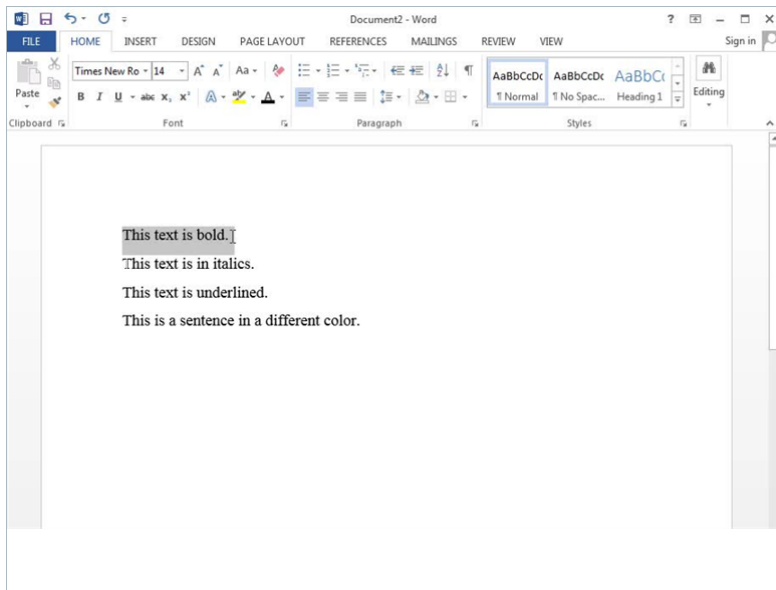 Document2 - Word
?
FILE HOME INSERT DESIGN PAGE LAYOUT REFERENCES MAILINGS REVIEW VIEW Sign in
Paste
Times New Ro 14 A A Aa
B I U abc X₂ X² A aby A
AaBbCcDc AaBbCcDc AaBbC
¶ Normal ¶ No Spac... Heading 1
Editing
Clipboard Font Paragraph Styles
This text is bold.
This text is in italics.
This text is underlined.
This is a sentence in a different color.